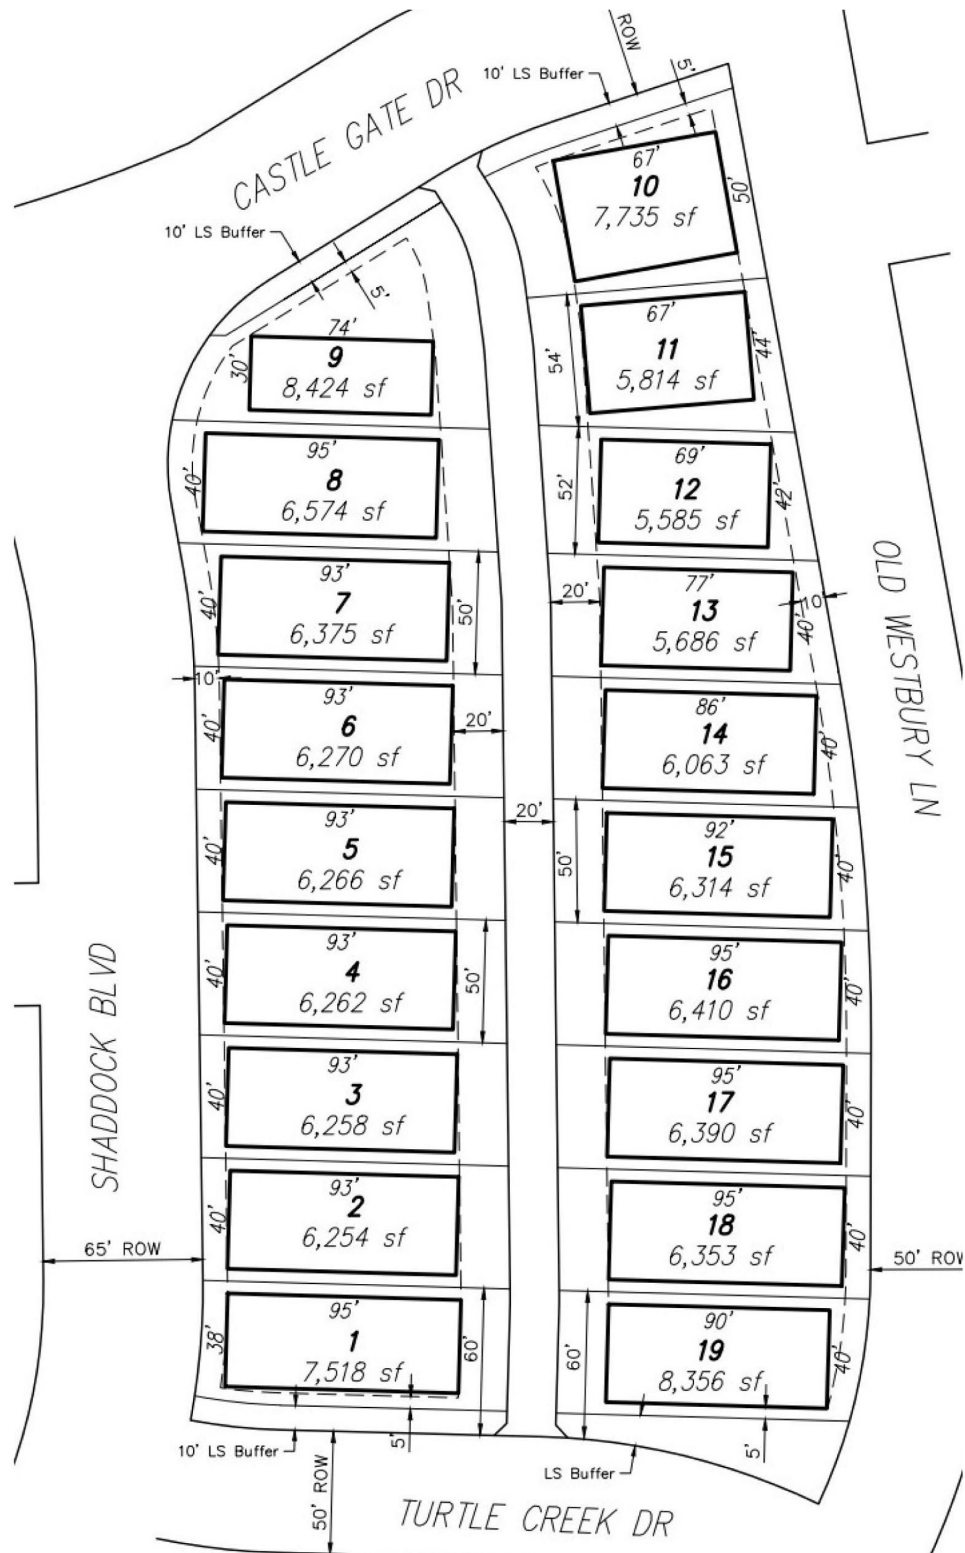 ROW
5'
10' LS Buffer
CASTLE GATE DR
67'
10
7,735 sf
50'
10' LS Buffer
5'
74'
30'
9
8,424 sf
54'
67'
11
5,814 sf
44'
95'
40'
8
6,574 sf
52'
69'
12
5,585 sf
42'
OLD WESTBURY LN
93'
40'
7
6,375 sf
50'
20'
77'
13
5,686 sf
40'
10'
10'
93'
40'
6
6,270 sf
20'
86'
14
6,063 sf
40'
20'
93'
40'
5
6,266 sf
50'
92'
15
6,314 sf
40'
SHADDOCK BLVD
93'
40'
4
6,262 sf
50'
95'
16
6,410 sf
40'
93'
40'
3
6,258 sf
95'
17
6,390 sf
40'
93'
40'
2
6,254 sf
95'
18
6,353 sf
40'
65' ROW
50' ROW
95'
38'
1
7,518 sf
60'
60'
90'
19
8,356 sf
40'
5'
5'
10' LS Buffer
LS Buffer
50' ROW
TURTLE CREEK DR